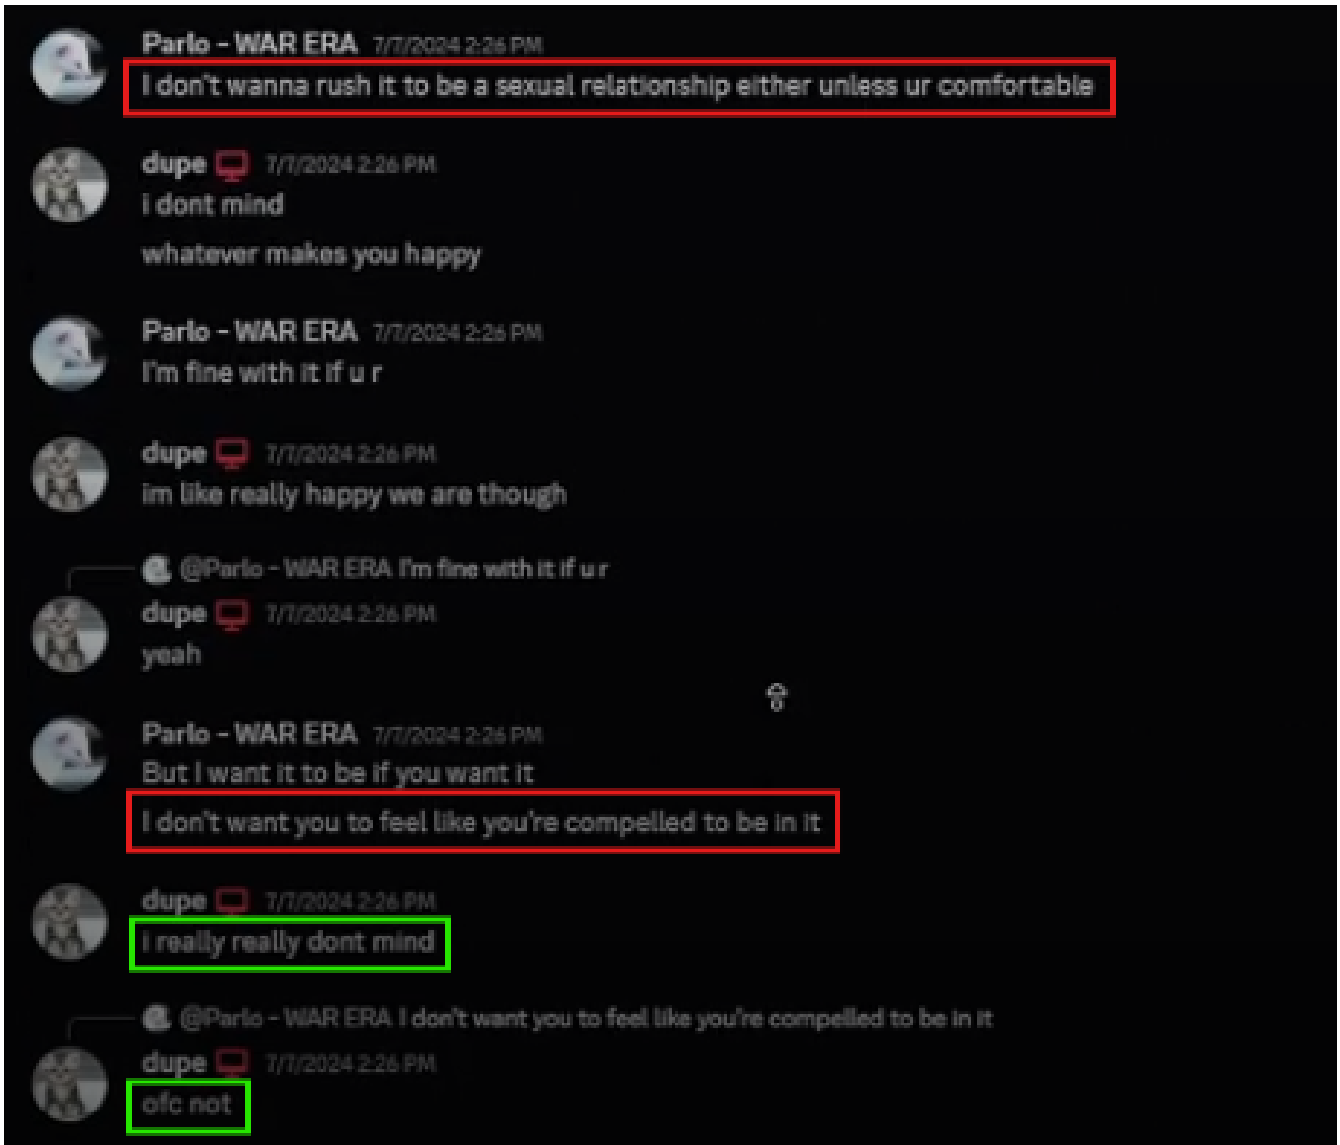 Parlo - WAR ERA 7/7/2024 2:26 PM
I don't wanna rush it to be a sexual relationship either unless ur comfortable
dupe 7/7/2024 2:26 PM
i dont mind
whatever makes you happy
Parlo - WAR ERA 7/7/2024 2:26 PM
I'm fine with it if u r
dupe 7/7/2024 2:26 PM
im like really happy we are though
@Parlo - WAR ERA I'm fine with it if u r
dupe 7/7/2024 2:26 PM
yeah
Parlo - WAR ERA 7/7/2024 2:26 PM
But I want it to be if you want it
I don't want you to feel like you're compelled to be in it
dupe 7/7/2024 2:26 PM
i really really dont mind
@Parlo - WAR ERA I don't want you to feel like you're compelled to be in it
dupe 7/7/2024 2:26 PM
ofc not